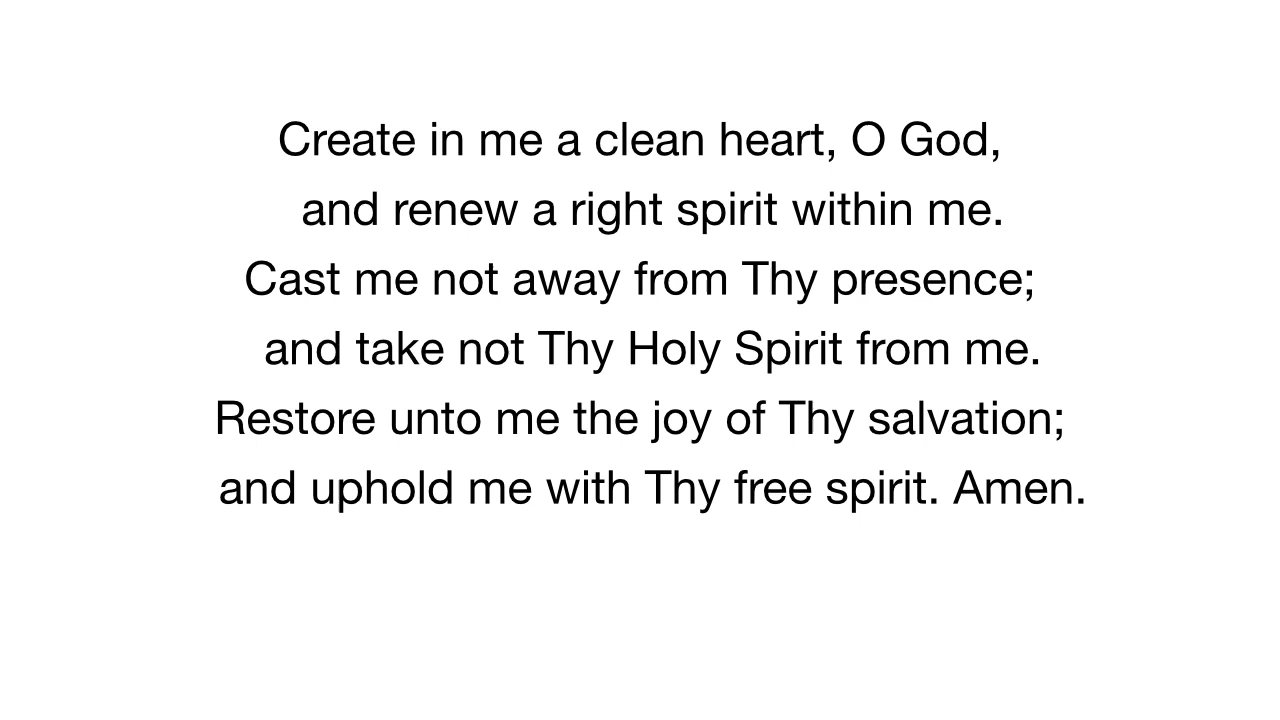 Create in me a clean heart, O God,
and renew a right spirit within me.
Cast me not away from Thy presence;
and take not Thy Holy Spirit from me.
Restore unto me the joy of Thy salvation;
and uphold me with Thy free spirit. Amen.